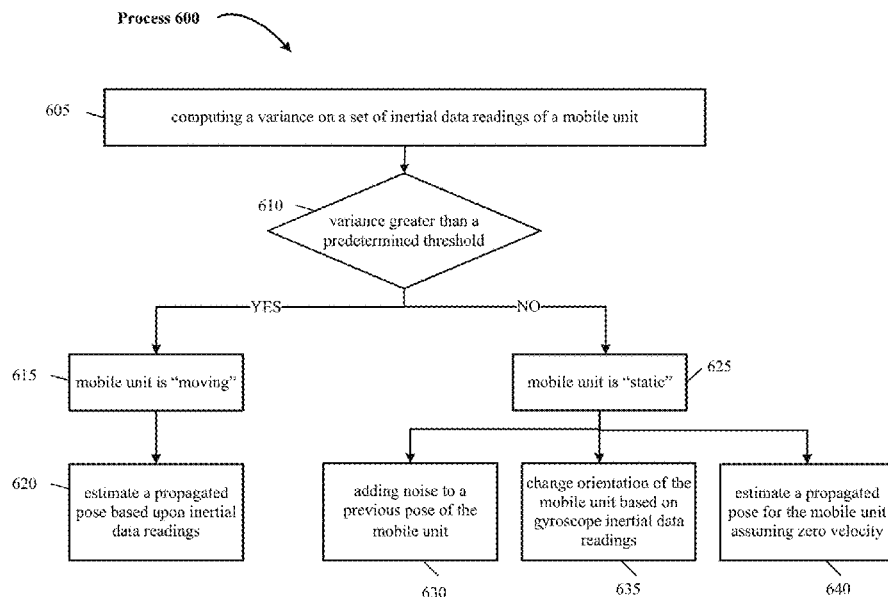 Process 600
605
computing a variance on a set of inertial data readings of a mobile unit
610
variance greater than a
predetermined threshold
YES
NO
615
mobile unit is “moving”
mobile unit is “static”
625
620
estimate a propagated
pose based upon inertial
data readings
adding noise to a
previous pose of the
mobile unit
change orientation of the
mobile unit based on
gyroscope inertial data
readings
estimate a propagated
pose for the mobile unit
assuming zero velocity
630
635
640